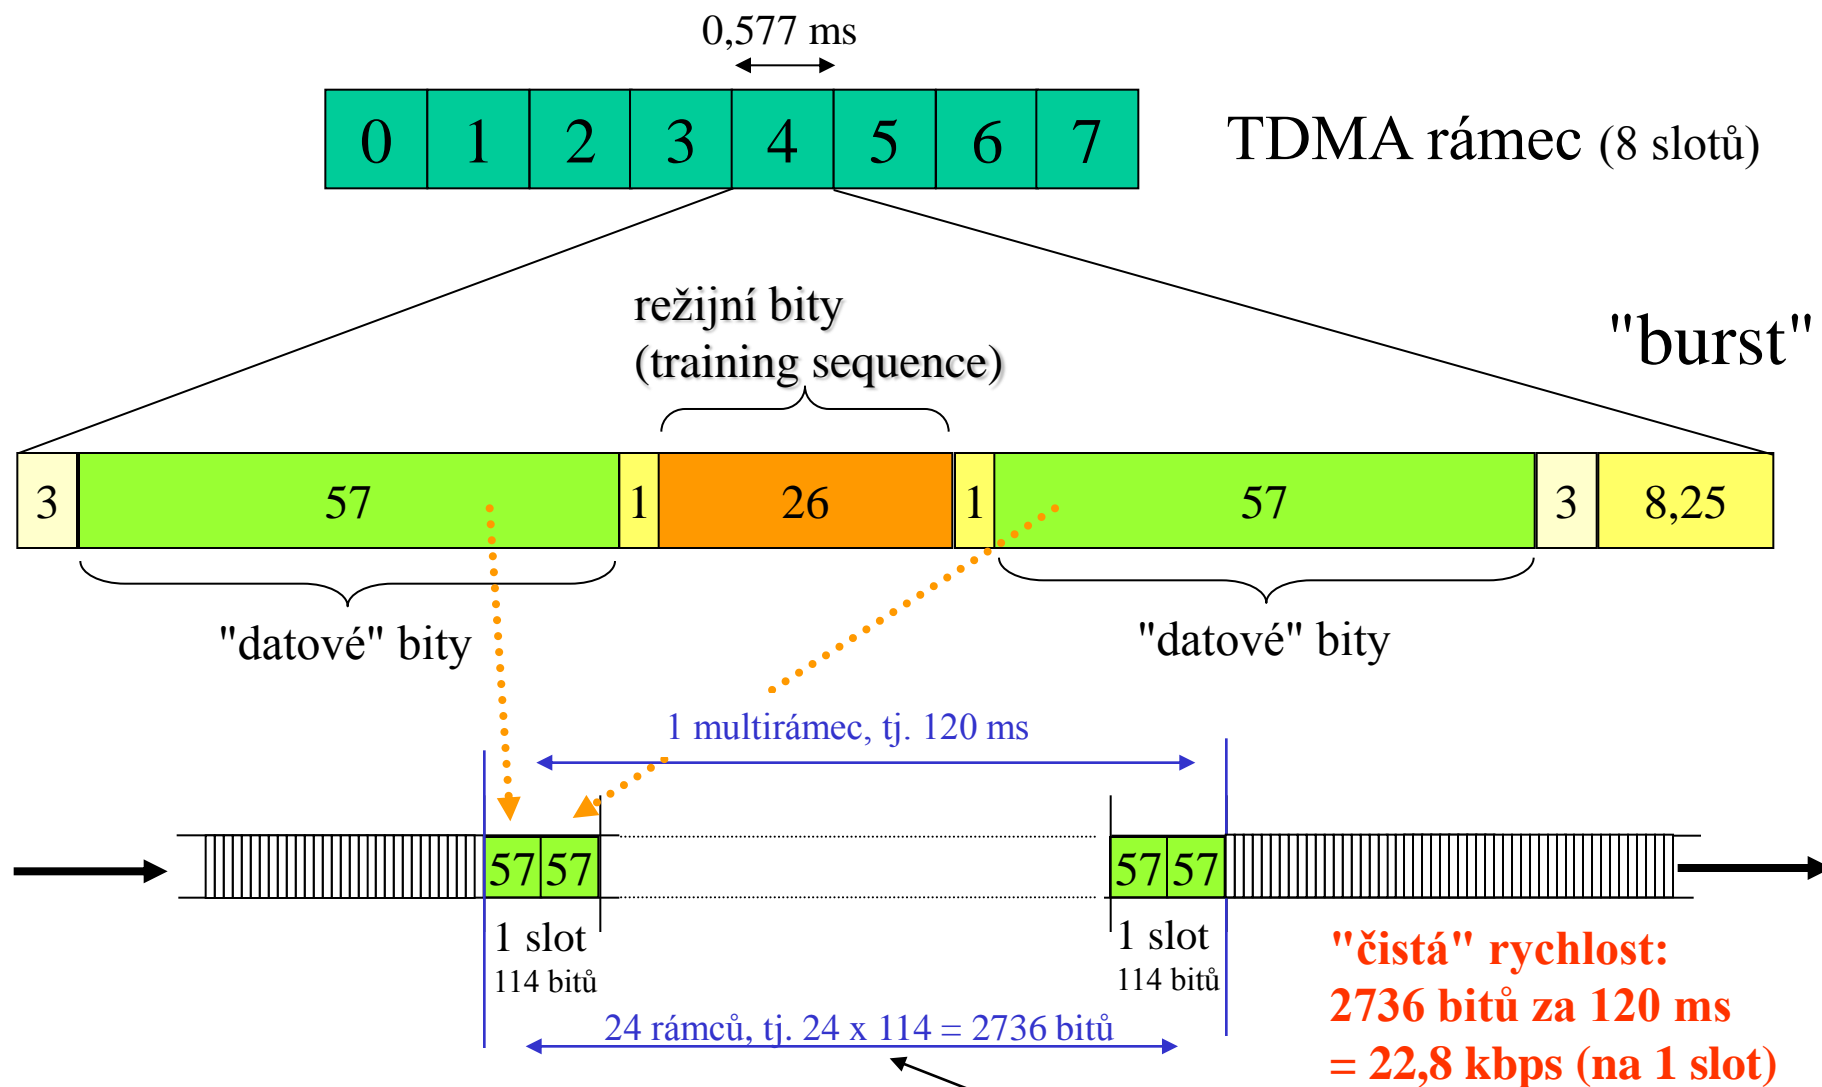 0,577 ms
0 1 2 3 4 5 6 7
TDMA rámec (8 slotů)
režijní bity
(training sequence)
"burst"
3 57 1 26 1 57 3 8,25
"datové" bity "datové" bity
1 multirámec, tj. 120 ms
57 57 57 57
1 slot 1 slot
114 bitů 114 bitů
24 rámců, tj. 24 x 114 = 2736 bitů
"čistá" rychlost:
2736 bitů za 120 ms
= 22,8 kbps (na 1 slot)